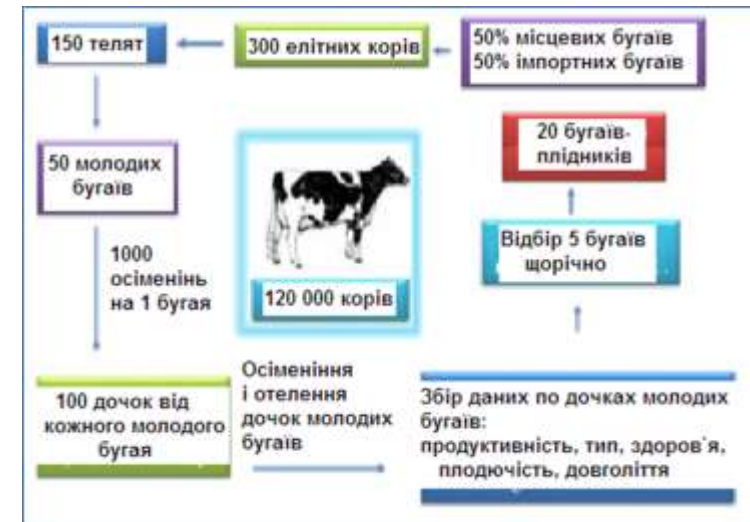 150 телят
300 елітних корів
50% місцевих бугаїв
50% імпортних бугаїв
50 молодих
бугаїв
1000
осіменінь
на 1 бугая
120 000 корів
20 бугаїв-
плідників
Відбір 5 бугаїв
щорічно
100 дочок від
кожного молодого
бугая
Осіменіння
і отелення
дочок молодих
бугаїв
Збір даних по дочках молодих
бугаїв:
продуктивність, тип, здоров`я,
плодючість, довголіття